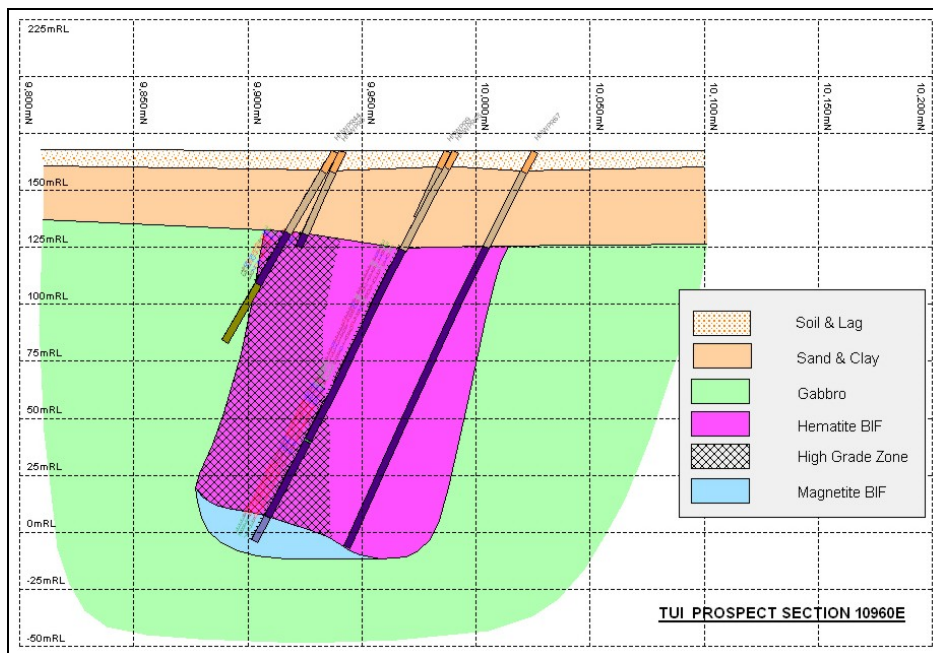 225mRL
9,800mN
9,850mN
9,900mN
9,950mN
10,000mN
10,050mN
10,100mN
10,150mN
10,200mN
150mRL
125mRL
100mRL
75mRL
50mRL
25mRL
0mRL
-25mRL
-50mRL
Soil & Lag
Sand & Clay
Gabbro
Hematite BIF
High Grade Zone
Magnetite BIF
TUI PROSPECT SECTION 10960E